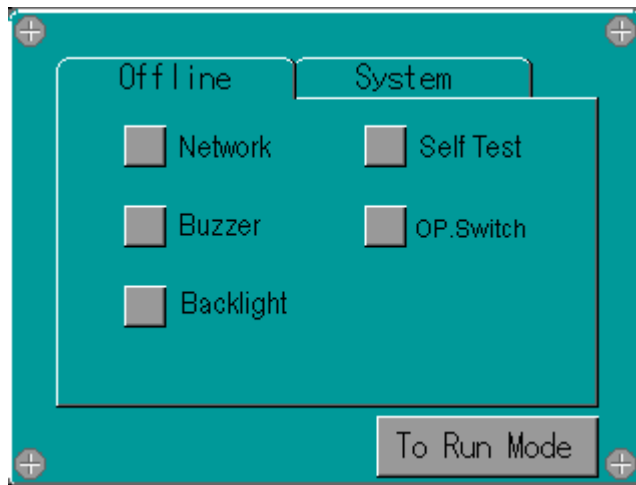 Offline System
Network Self Test
Buzzer OP.Switch
Backlight
To Run Mode